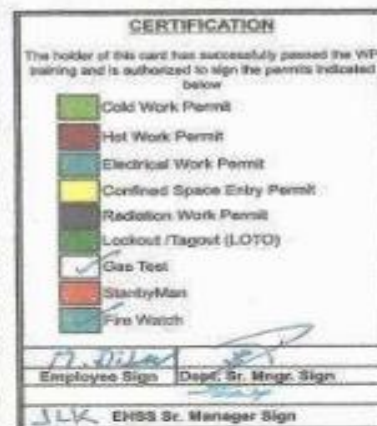 CERTIFICATION
The holder of this card has successfully passed the WP
training and is authorized to sign the permits indicated
below
Cold Work Permit
Hot Work Permit
Electrical Work Permit
Confined Space Entry Permit
Radiation Work Permit
Lockout /Tagout (LOTO)
Gas Test
StanbyMan
Fire Watch
Employee Sign Dept. Sr. Mngr. Sign
EHSS Sr. Manager Sign